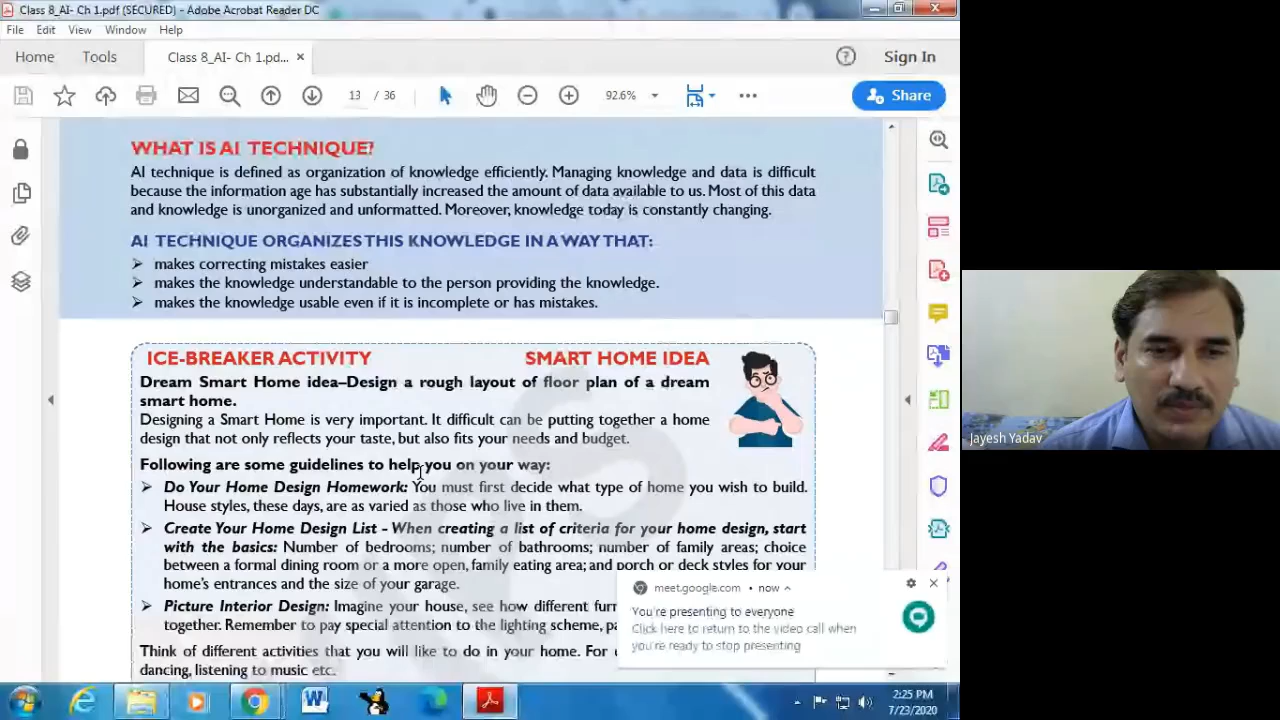 Class 8_AI- Ch 1.pdf (SECURED) - Adobe Acrobat Reader DC
File Edit View Window Help
Home Tools Class 8_AI- Ch 1.pd... × Sign In
13 / 36 92.6% Share
WHAT IS AI TECHNIQUE?
AI technique is defined as organization of knowledge efficiently. Managing knowledge and data is difficult
because the information age has substantially increased the amount of data available to us. Most of this data
and knowledge is unorganized and unformatted. Moreover, knowledge today is constantly changing.
AI TECHNIQUE ORGANIZES THIS KNOWLEDGE IN A WAY THAT:
➢ makes correcting mistakes easier
➢ makes the knowledge understandable to the person providing the knowledge.
➢ makes the knowledge usable even if it is incomplete or has mistakes.
ICE-BREAKER ACTIVITY SMART HOME IDEA
Dream Smart Home idea–Design a rough layout of floor plan of a dream
smart home.
Designing a Smart Home is very important. It difficult can be putting together a home
design that not only reflects your taste, but also fits your needs and budget.
Following are some guidelines to help you on your way:
➢ Do Your Home Design Homework: You must first decide what type of home you wish to build.
House styles, these days, are as varied as those who live in them.
➢ Create Your Home Design List - When creating a list of criteria for your home design, start
with the basics: Number of bedrooms; number of bathrooms; number of family areas; choice
between a formal dining room or a more open, family eating area; and porch or deck styles for your
home's entrances and the size of your garage.
➢ Picture Interior Design: Imagine your house, see how different
together. Remember to pay special attention to the lighting scheme,
Think of different activities that you will like to do in your home. For
dancing, listening to music etc.
meet.google.com • now
You're presenting to everyone
Click here to return to the video call when
you're ready to stop presenting
Jayesh Yadav
2:25 PM
7/23/2020